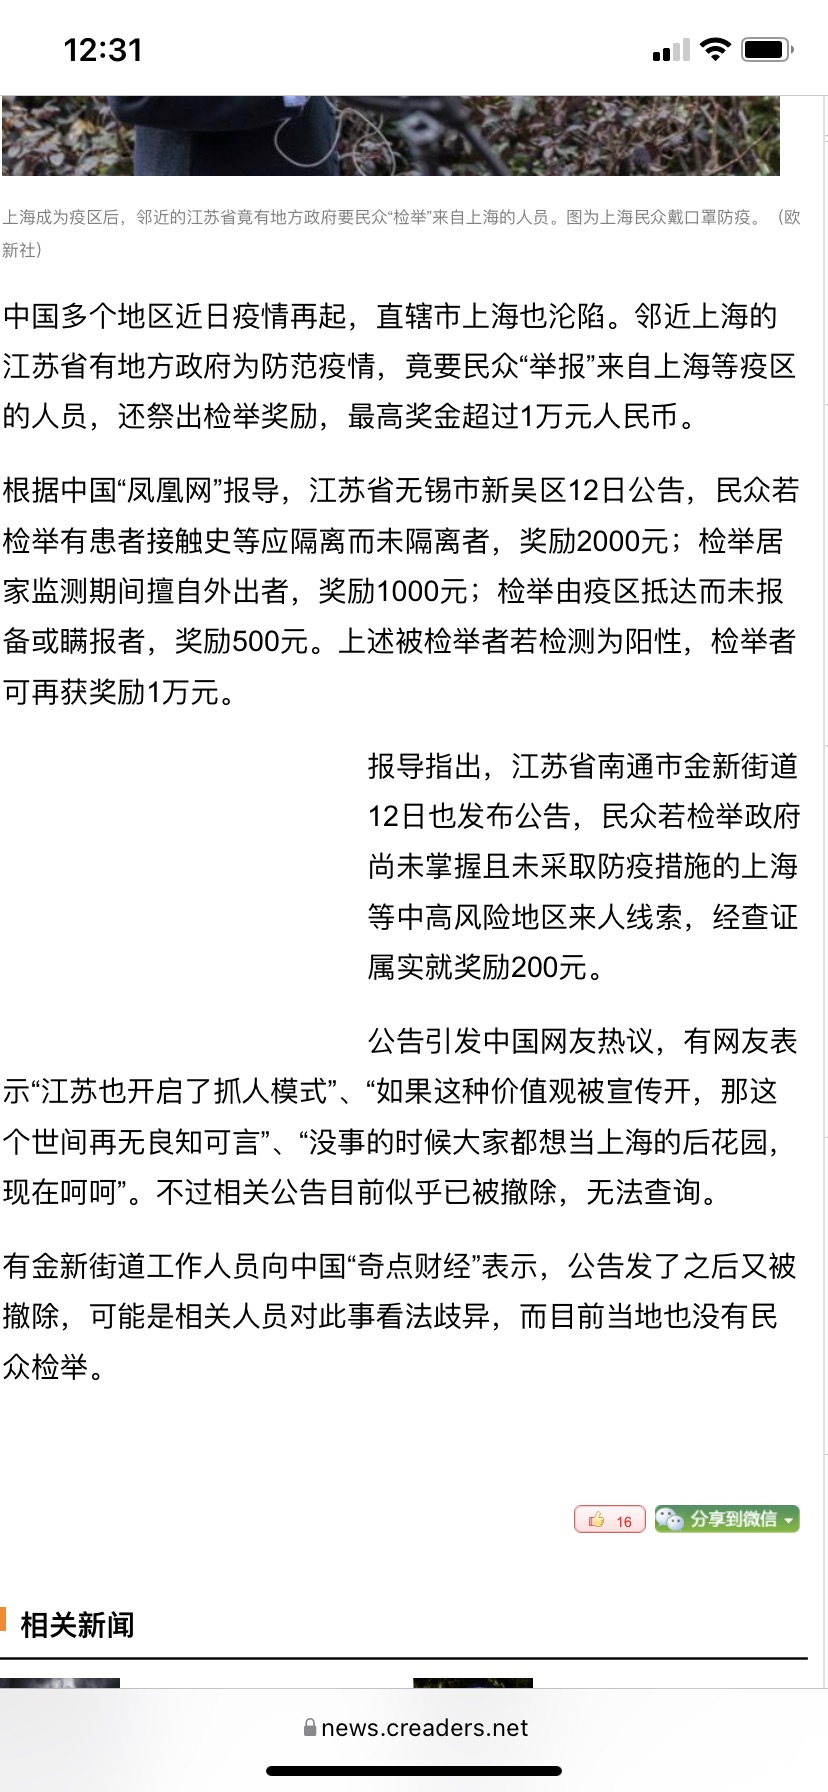 12:31
上海成为疫区后，邻近的江苏省竟有地方政府要民众“检举”来自上海的人员。图为上海民众戴口罩防疫。（欧
新社）
中国多个地区近日疫情再起，直辖市上海也沦陷。邻近上海的
江苏省有地方政府为防范疫情，竟要民众“举报”来自上海等疫区
的人员，还祭出检举奖励，最高奖金超过1万元人民币。
根据中国“凤凰网”报导，江苏省无锡市新吴区12日公告，民众若
检举有患者接触史等应隔离而未隔离者，奖励2000元；检举居
家监测期间擅自外出者，奖励1000元；检举由疫区抵达而未报
备或瞒报者，奖励500元。上述被检举者若检测为阳性，检举者
可再获奖励1万元。
报导指出，江苏省南通市金新街道
12日也发布公告，民众若检举政府
尚未掌握且未采取防疫措施的上海
等中高风险地区来人线索，经查证
属实就奖励200元。
公告引发中国网友热议，有网友表
示“江苏也开启了抓人模式”、“如果这种价值观被宣传开，那这
个世间再无良知可言”、“没事的时候大家都想当上海的后花园，
现在呵呵”。不过相关公告目前似乎已被撤除，无法查询。
有金新街道工作人员向中国“奇点财经”表示，公告发了之后又被
撤除，可能是相关人员对此事看法歧异，而目前当地也没有民
众检举。
16 分享到微信
相关新闻
news.creaders.net